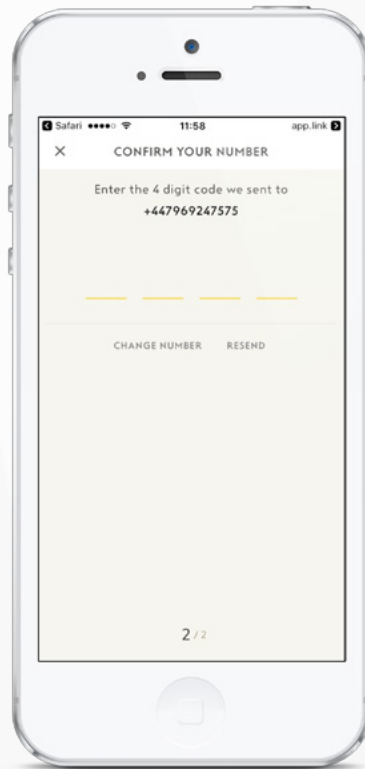 Safari 11:58 app.link
× CONFIRM YOUR NUMBER
Enter the 4 digit code we sent to
+447969247575
CHANGE NUMBER RESEND
2/2